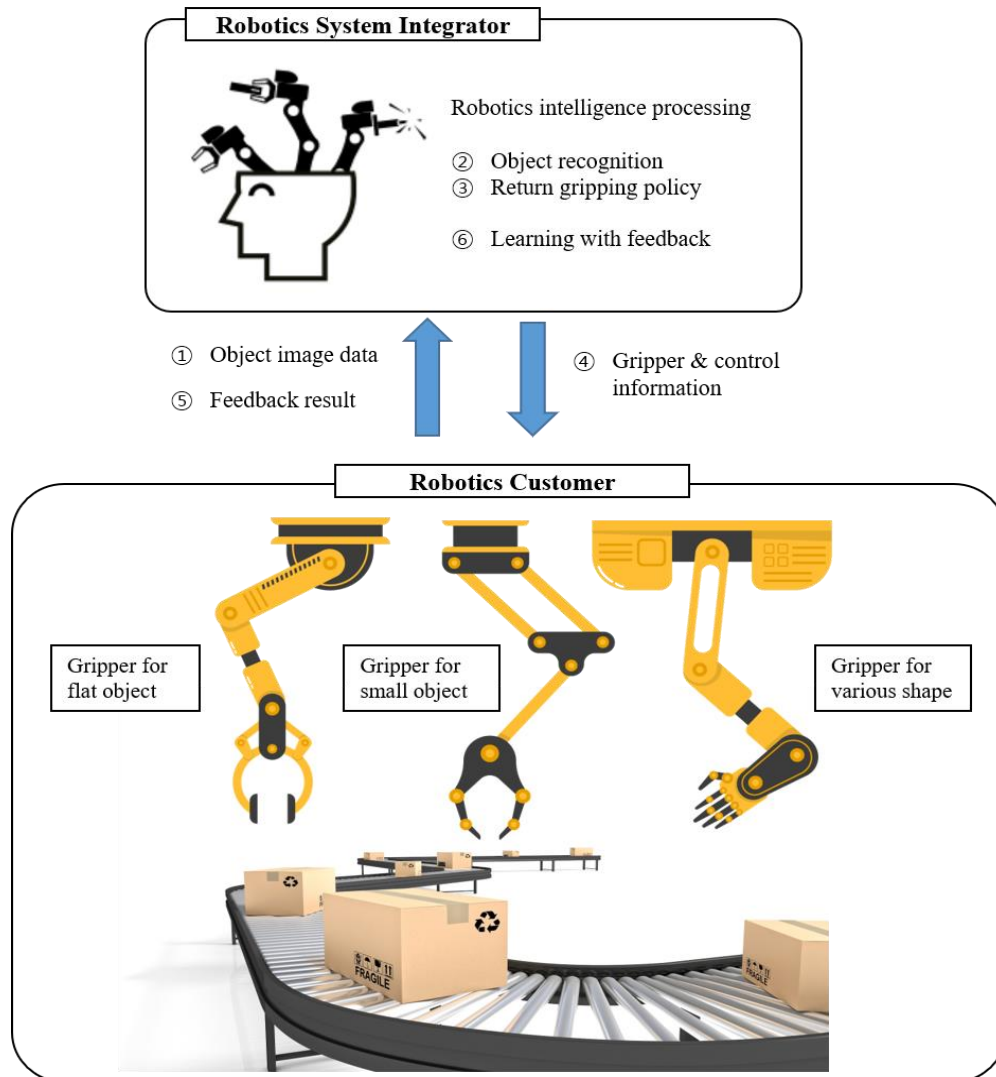 Robotics System Integrator
Robotics intelligence processing
② Object recognition
③ Return gripping policy
⑥ Learning with feedback
① Object image data
⑤ Feedback result
④ Gripper & control
information
Robotics Customer
Gripper for
flat object
Gripper for
small object
Gripper for
various shape
FRAGILE
FRAGILE